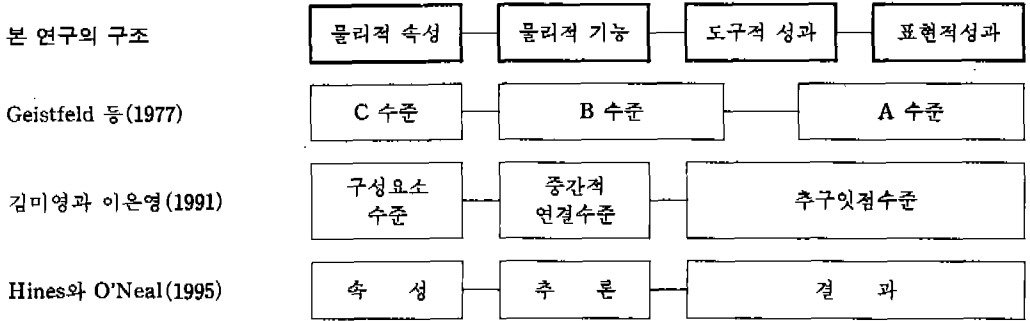 본 연구의 구조 물리적 속성 물리적 기능 도구적 성과 표현적성과
Geistfeld 등(1977) C 수준 B 수준 A 수준
김미영과 이은영(1991) 구성요소 수준 중간적 연결수준 추구잇점수준
Hines와 O'Neal(1995) 속 성 추 론 결 과